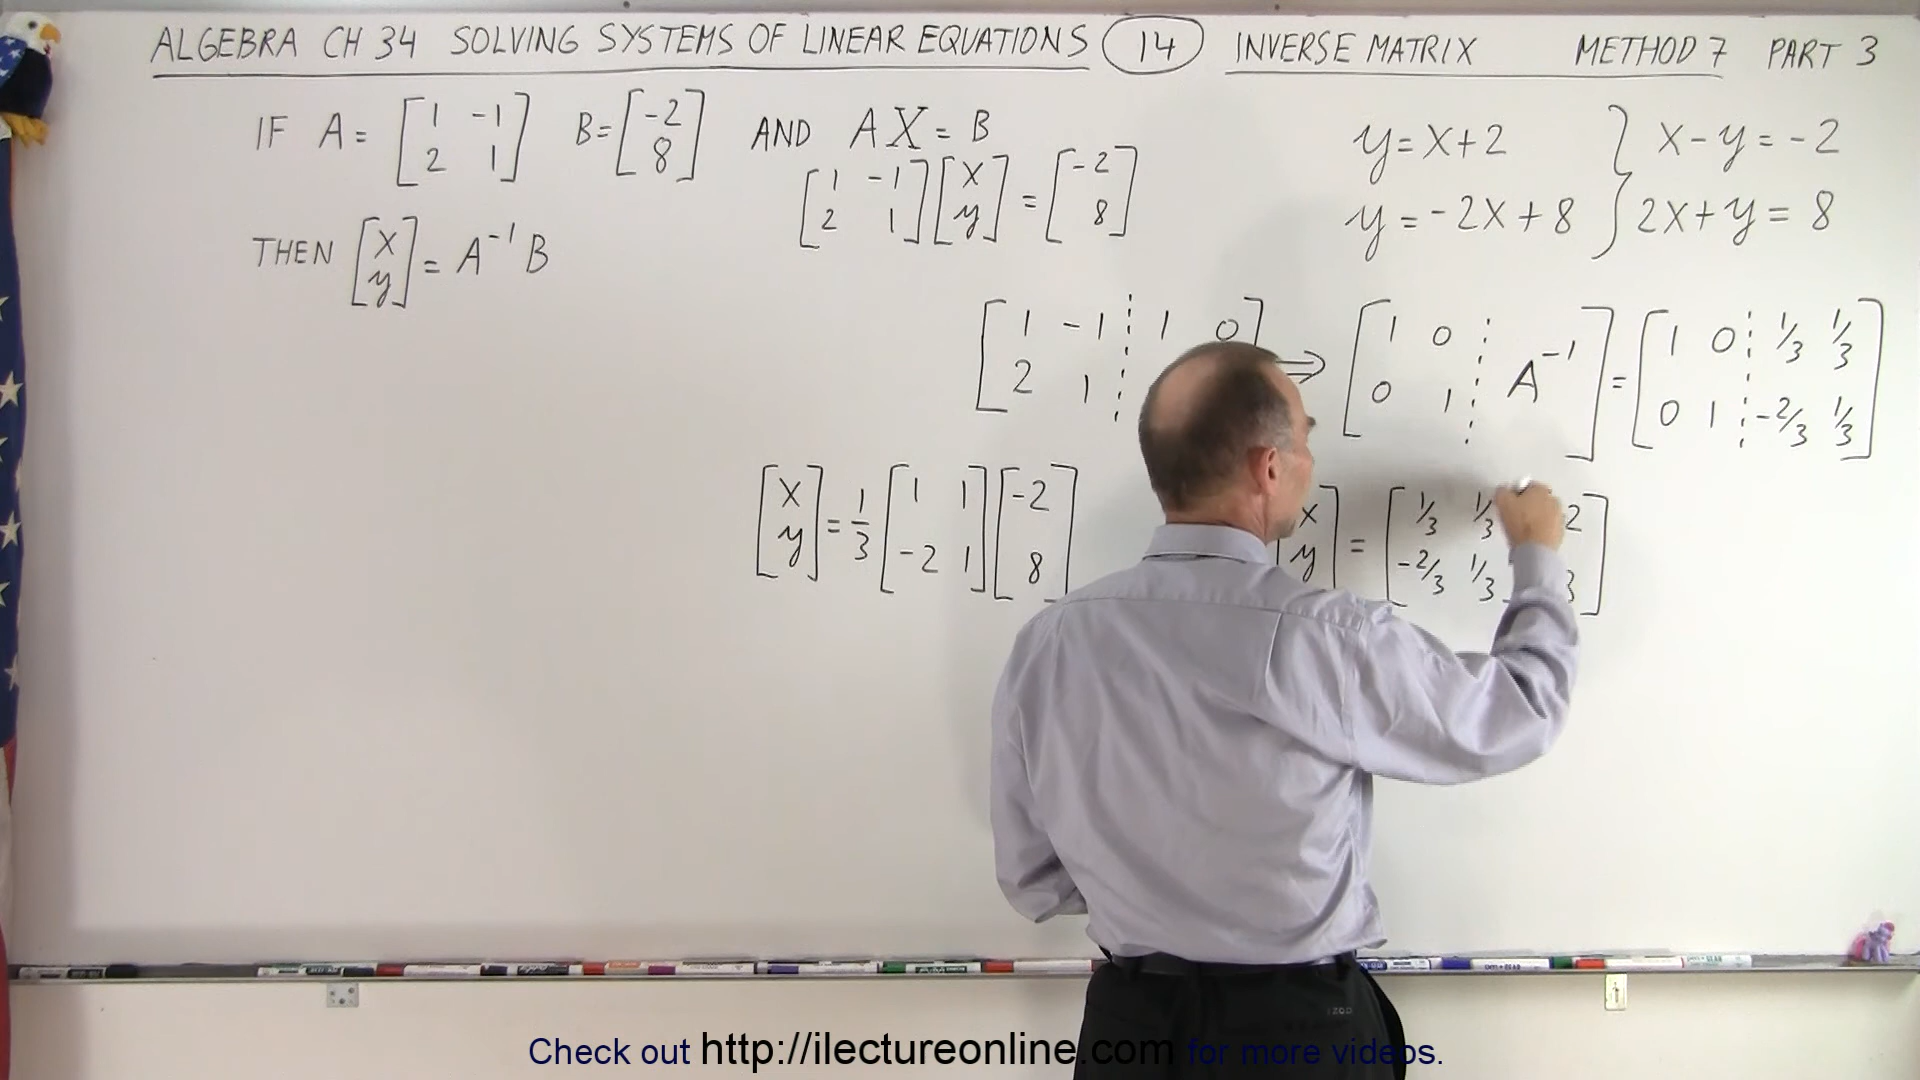 ALGEBRA CH 34 SOLVING SYSTEMS OF LINEAR EQUATIONS 14 INVERSE MATRIX METHOD 7 PART 3
IF A = [1 -1
2 1] B = [-2
8] AND AX = B
[1 -1
2 1] [x
y] = [-2
8]
THEN [x
y] = A⁻¹ B
y = x + 2
y = -2x + 8
x - y = -2
2x + y = 8
[1 -1 ⋮ 1 0
2 1 ⋮
⇒ [1 0 ⋮
0 1 ⋮ A⁻¹] = [1 0 ⋮ 1/3 1/3
0 1 ⋮ -2/3 1/3]
[x
y] = 1/3 [1 1
-2 1] [-2
8]
x
y] = [1/3 1/3
-2/3 1/3
2]
IZOD
Check out http://ilectureonline.com for more videos.